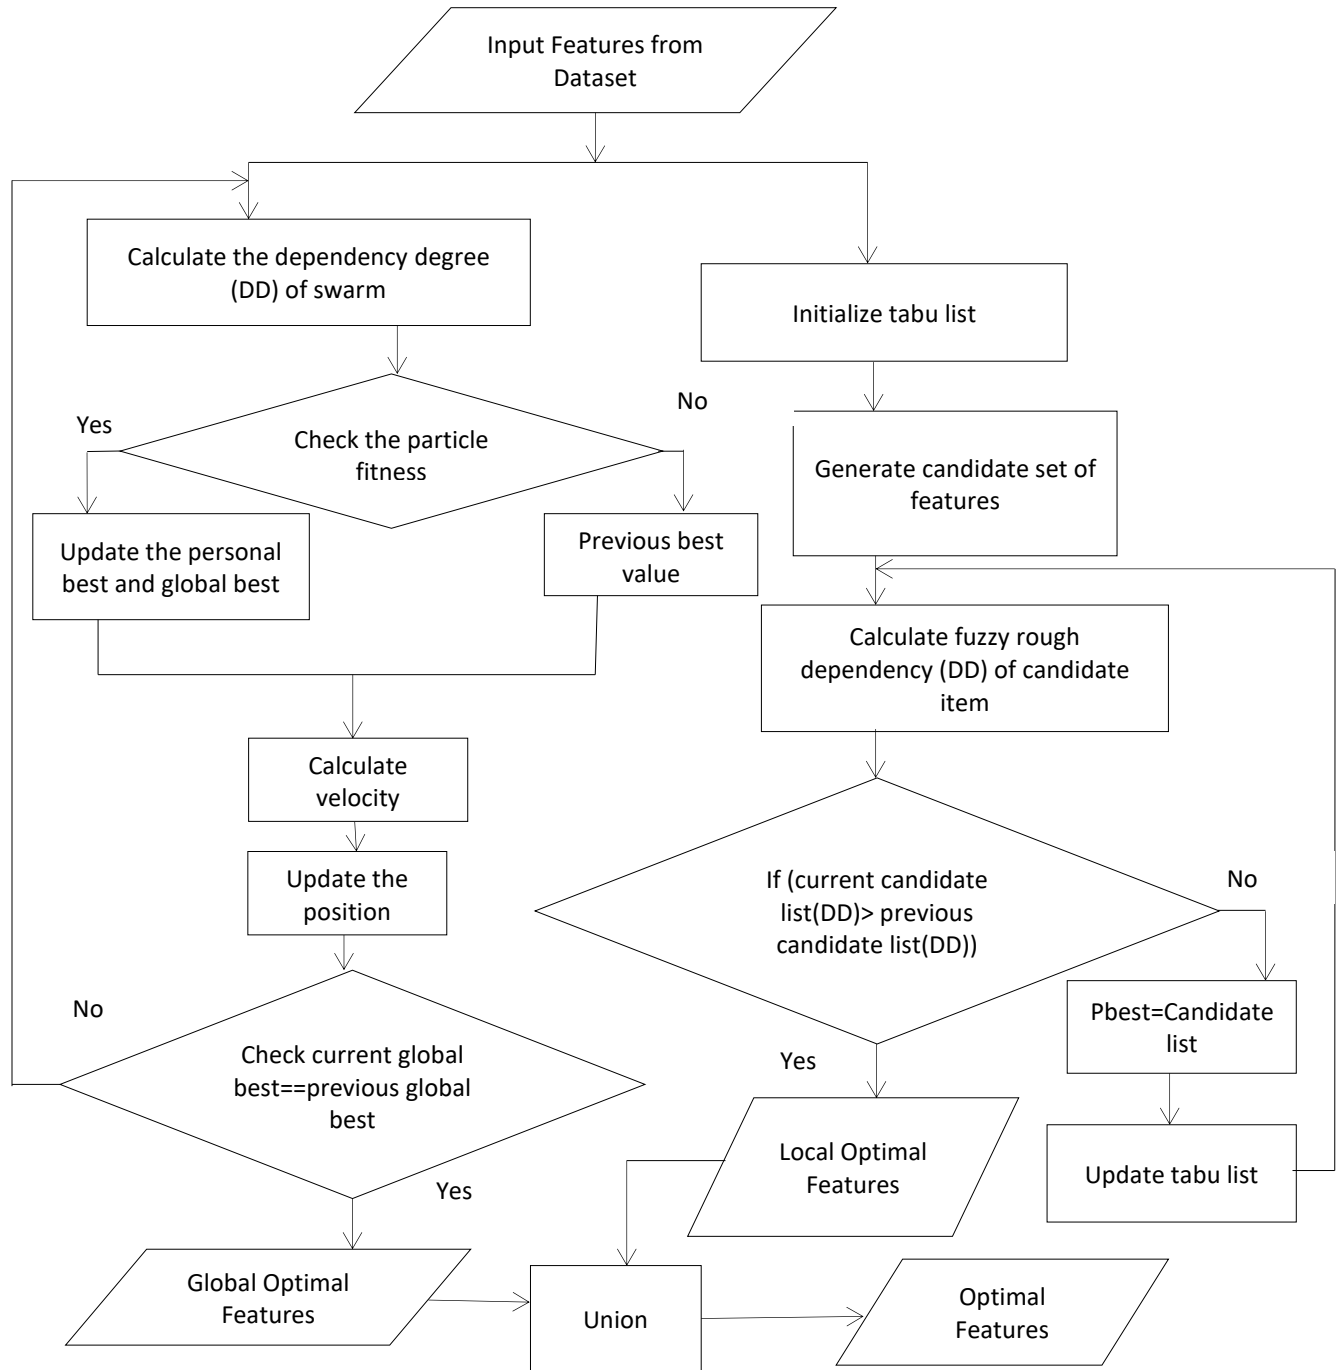 Input Features from
Dataset
Calculate the dependency degree
(DD) of swarm
Initialize tabu list
Yes
No
Check the particle
fitness
Generate candidate set of
features
Update the personal
best and global best
Previous best
value
Calculate fuzzy rough
dependency (DD) of candidate
item
Calculate
velocity
Update the
position
If (current candidate
list(DD)> previous
candidate list(DD))
No
No
Pbest=Candidate
list
Check current global
best==previous global
best
Yes
Yes
Local Optimal
Features
Update tabu list
Global Optimal
Features
Union
Optimal
Features